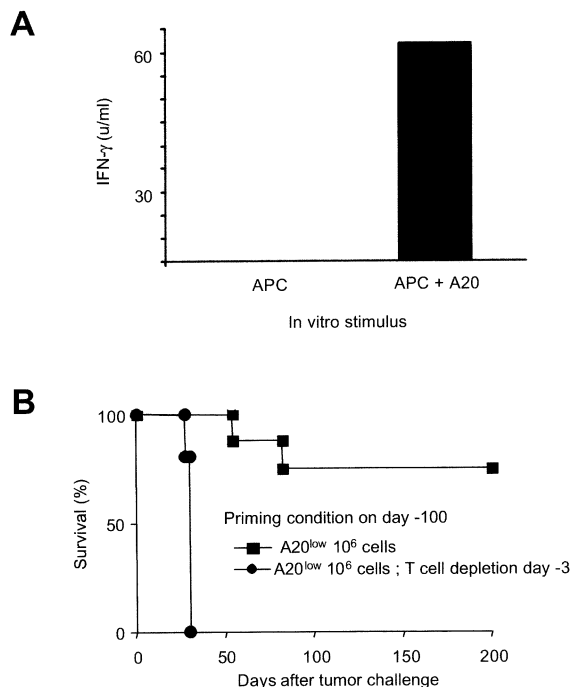 A
60
30
IFN-γ (u/ml)
APC
APC + A20
In vitro stimulus
B
100
50
0
Survival (%)
Priming condition on day -100
A20low 10⁶ cells
A20low 10⁶ cells ; T cell depletion day -3
0 50 100 150 200
Days after tumor challenge